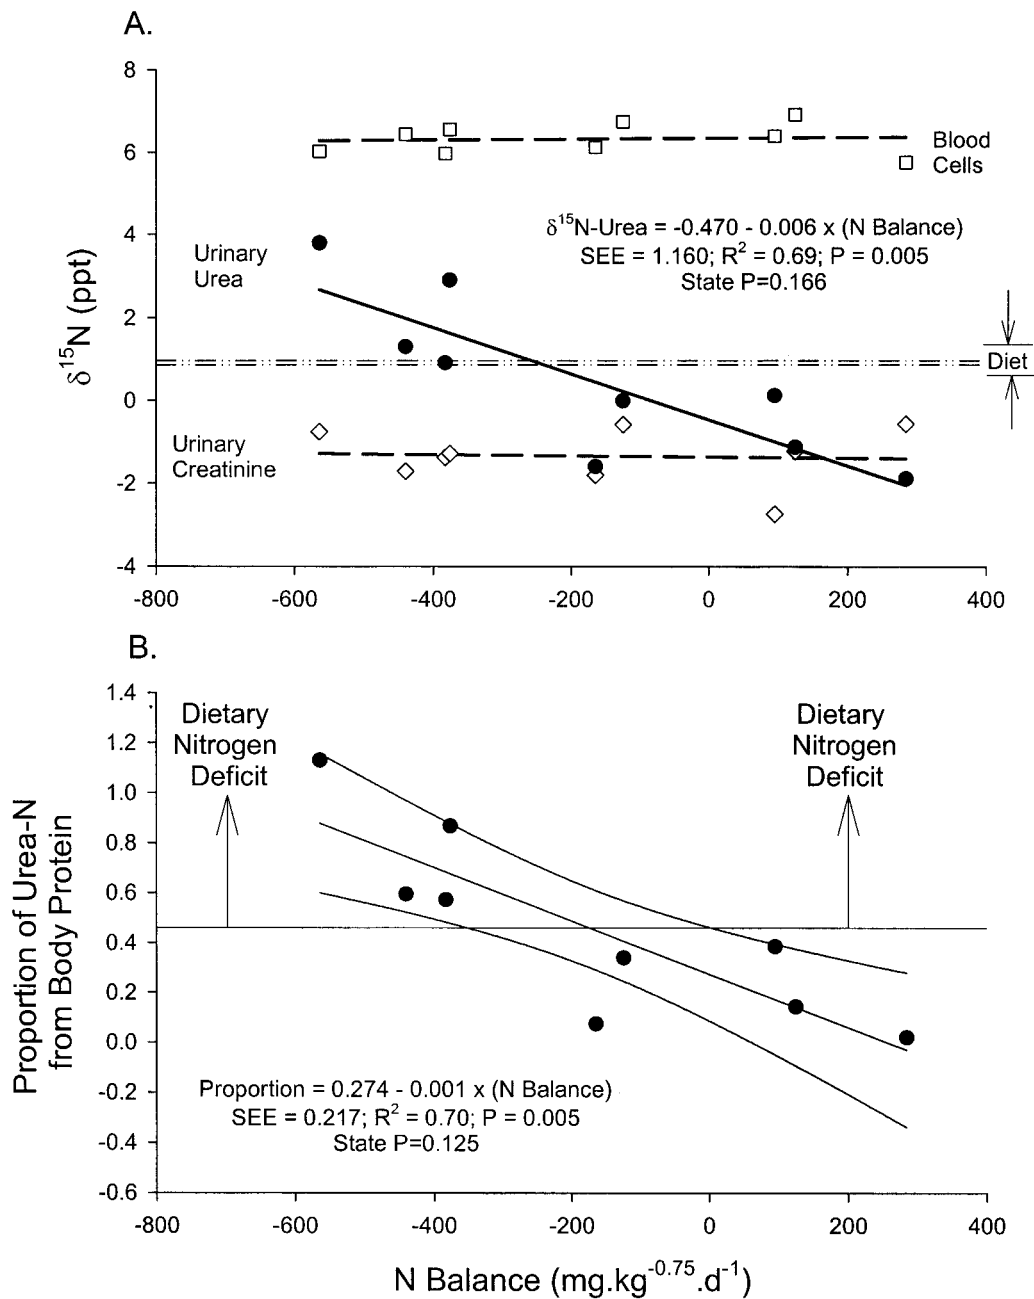 A.
8
6
4
2
0
-2
-4
δ¹⁵N (ppt)
Blood
Cells
Urinary
Urea
δ¹⁵N-Urea = -0.470 - 0.006 x (N Balance)
SEE = 1.160; R² = 0.69; P = 0.005
State P=0.166
Diet
Urinary
Creatinine
-800 -600 -400 -200 0 200 400
B.
1.4
1.2
1.0
0.8
0.6
0.4
0.2
0.0
-0.2
-0.4
-0.6
Proportion of Urea-N
from Body Protein
Dietary
Nitrogen
Deficit
Dietary
Nitrogen
Deficit
Proportion = 0.274 - 0.001 x (N Balance)
SEE = 0.217; R² = 0.70; P = 0.005
State P=0.125
-800 -600 -400 -200 0 200 400
N Balance (mg.kg⁻⁰·⁷⁵.d⁻¹)